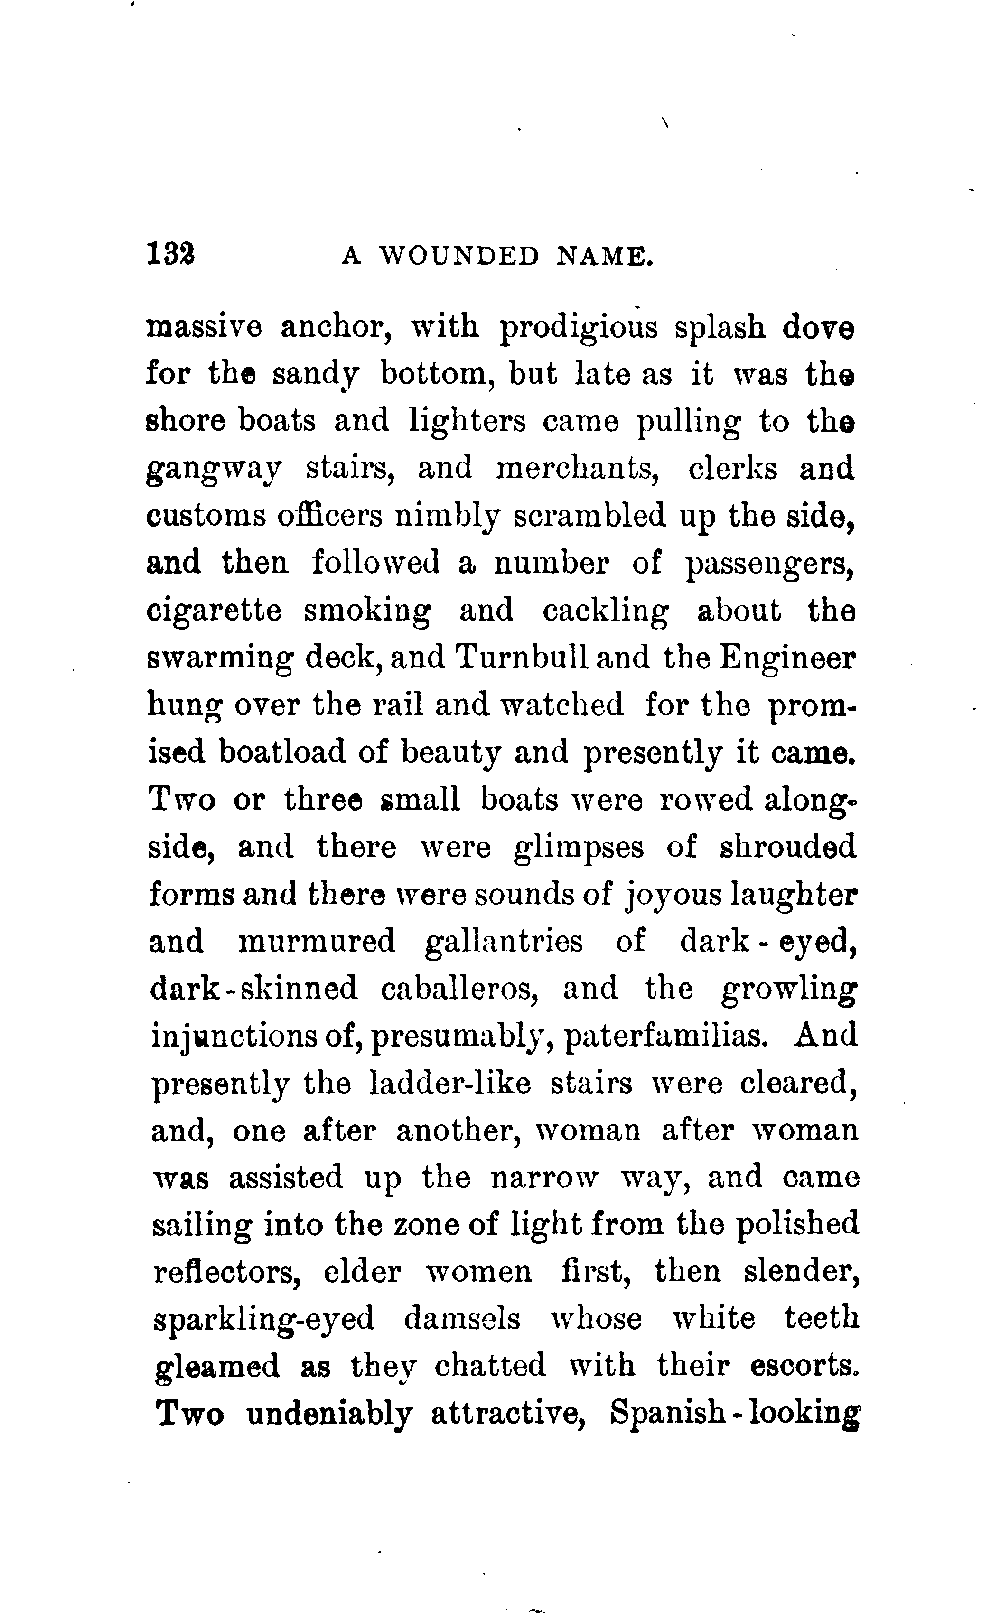 132 A WOUNDED NAME.
massive anchor, with prodigious splash dove
for the sandy bottom, but late as it was the
shore boats and lighters came pulling to the
gangway stairs, and merchants, clerks and
customs officers nimbly scrambled up the side,
and then followed a number of passengers,
cigarette smoking and cackling about the
swarming deck, and Turnbull and the Engineer
hung over the rail and watched for the prom-
ised boatload of beauty and presently it came.
Two or three small boats were rowed along-
side, and there were glimpses of shrouded
forms and there were sounds of joyous laughter
and murmured gallantries of dark-eyed,
dark-skinned caballeros, and the growling
injunctions of, presumably, paterfamilias. And
presently the ladder-like stairs were cleared,
and, one after another, woman after woman
was assisted up the narrow way, and came
sailing into the zone of light from the polished
reflectors, elder women first, then slender,
sparkling-eyed damsels whose white teeth
gleamed as they chatted with their escorts.
Two undeniably attractive, Spanish-looking